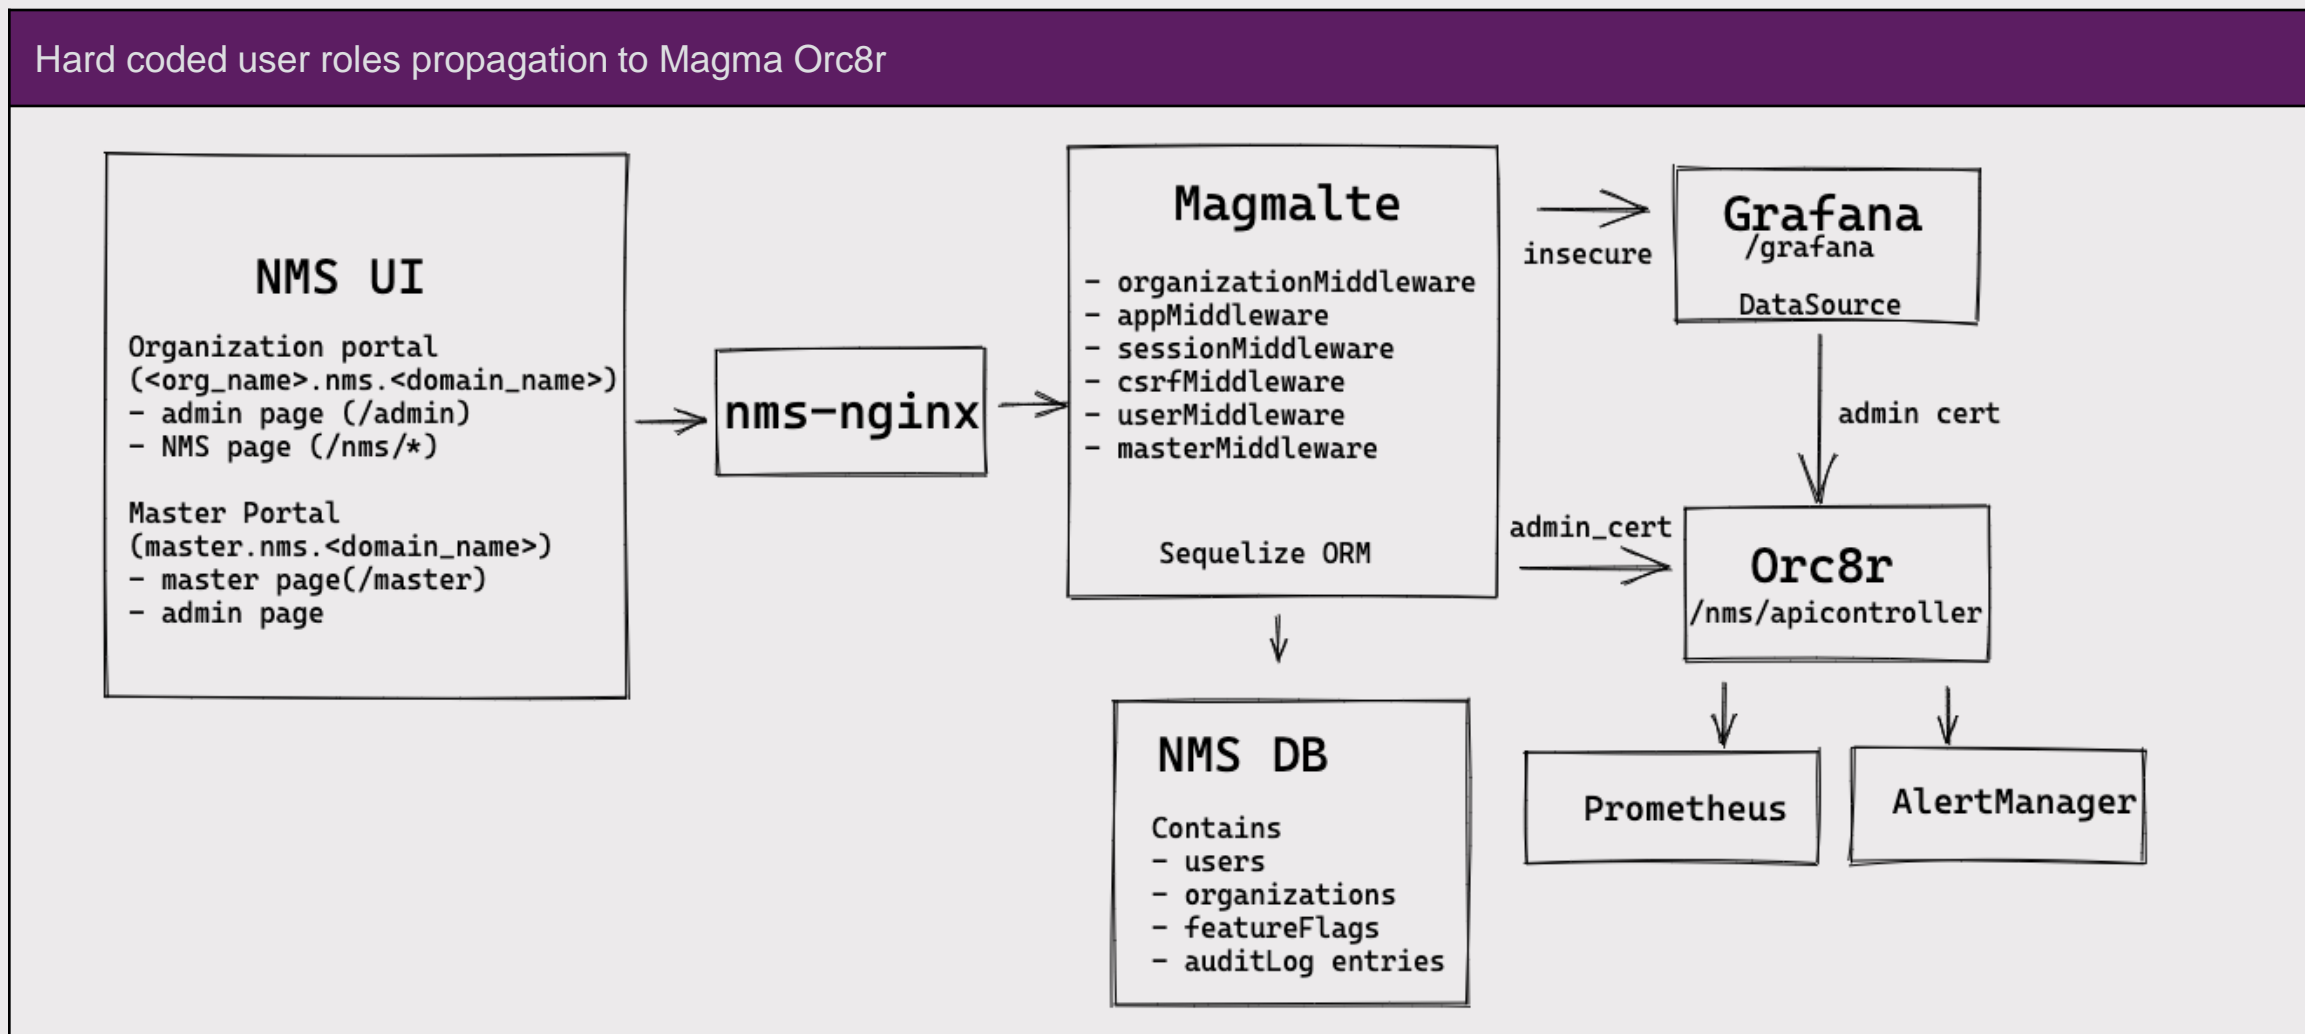 Hard coded user roles propagation to Magma Orc8r
NMS UI
Organization portal
(<org_name>.nms.<domain_name>)
- admin page (/admin)
- NMS page (/nms/*)
Master Portal
(master.nms.<domain_name>)
- master page(/master)
- admin page
nms-nginx
Magmalte
- organizationMiddleware
- appMiddleware
- sessionMiddleware
- csrfMiddleware
- userMiddleware
- masterMiddleware
Sequelize ORM
insecure
Grafana
/grafana
DataSource
admin cert
admin_cert
Orc8r
/nms/apicontroller
NMS DB
Contains
- users
- organizations
- featureFlags
- auditLog entries
Prometheus
AlertManager